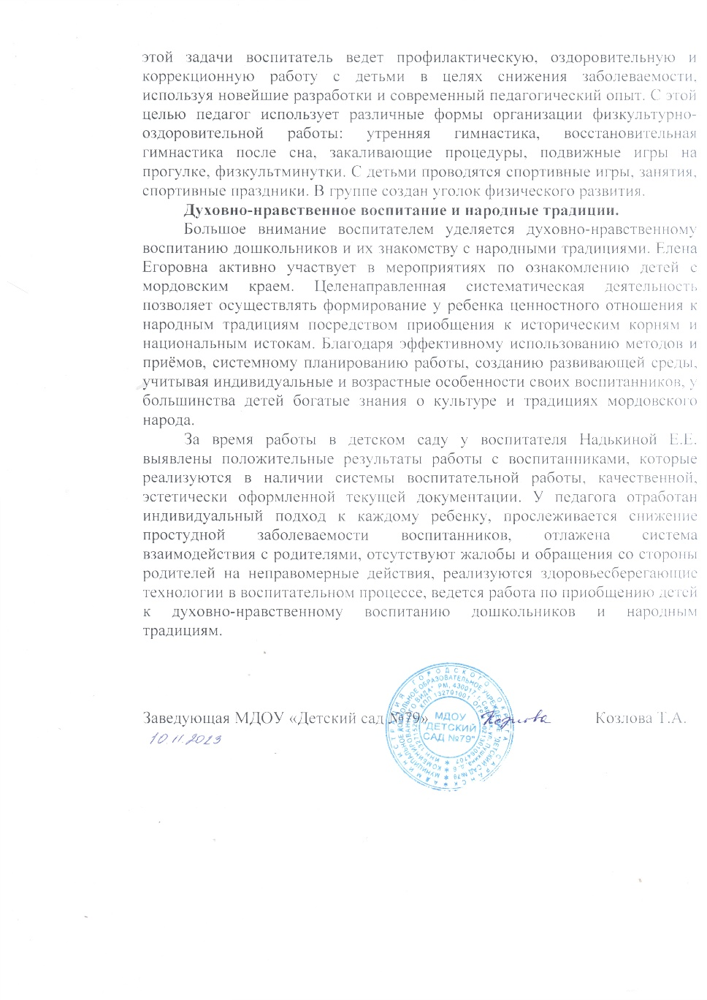 этой задачи воспитатель ведет профилактическую, оздоровительную и
коррекционную работу с детьми в целях снижения заболеваемости,
используя новейшие разработки и современный педагогический опыт. С этой
целью педагог использует различные формы организации физкультурно-
оздоровительной работы: утренняя гимнастика, восстановительная
гимнастика после сна, закаливающие процедуры, подвижные игры на
прогулке, физкультминутки. С детьми проводятся спортивные игры, занятия,
спортивные праздники. В группе создан уголок физического развития.
Духовно-нравственное воспитание и народные традиции.
Большое внимание воспитателем уделяется духовно-нравственному
воспитанию дошкольников и их знакомству с народными традициями. Елена
Егоровна активно участвует в мероприятиях по ознакомлению детей с
мордовским краем. Целенаправленная систематическая деятельность
позволяет осуществлять формирование у ребенка ценностного отношения к
народным традициям посредством приобщения к историческим корням и
национальным истокам. Благодаря эффективному использованию методов и
приёмов, системному планированию работы, созданию развивающей среды,
учитывая индивидуальные и возрастные особенности своих воспитанников, у
большинства детей богатые знания о культуре и традициях мордовского
народа.
За время работы в детском саду у воспитателя Надькиной Е.Е.
выявлены положительные результаты работы с воспитанниками, которые
реализуются в наличии системы воспитательной работы, качественной,
эстетически оформленной текущей документации. У педагога отработан
индивидуальный подход к каждому ребенку, прослеживается снижение
простудной заболеваемости воспитанников, отлажена система
взаимодействия с родителями, отсутствуют жалобы и обращения со стороны
родителей на неправомерные действия, реализуются здоровьесберегающие
технологии в воспитательном процессе, ведется работа по приобщению детей
к духовно-нравственному воспитанию дошкольников и народным
традициям.
Заведующая МДОУ «Детский сад №79» Козлова Т.А.
10.11.2023
МДОУ
"ДЕТСКИЙ
САД №79"